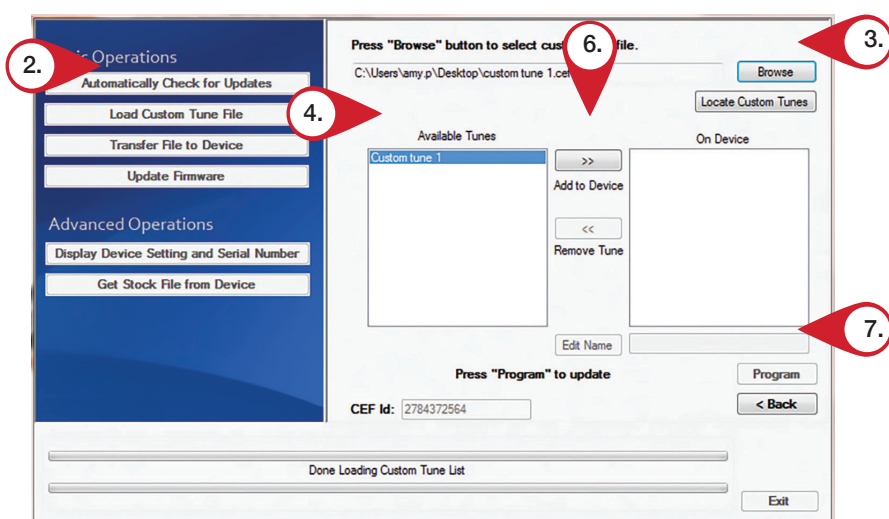 2.
Operations
Automatically Check for Updates
Load Custom Tune File
Transfer File to Device
Update Firmware
Advanced Operations
Display Device Setting and Serial Number
Get Stock File from Device
Press "Browse" button to select file.
6.
3.
C:\Users\amy.p\Desktop\custom tune 1.cef
Browse
Locate Custom Tunes
4.
Available Tunes
On Device
Custom tune 1
>>
Add to Device
<<
Remove Tune
7.
Edit Name
Press "Program" to update
Program
CEF Id: 2784372564
< Back
Done Loading Custom Tune List
Exit